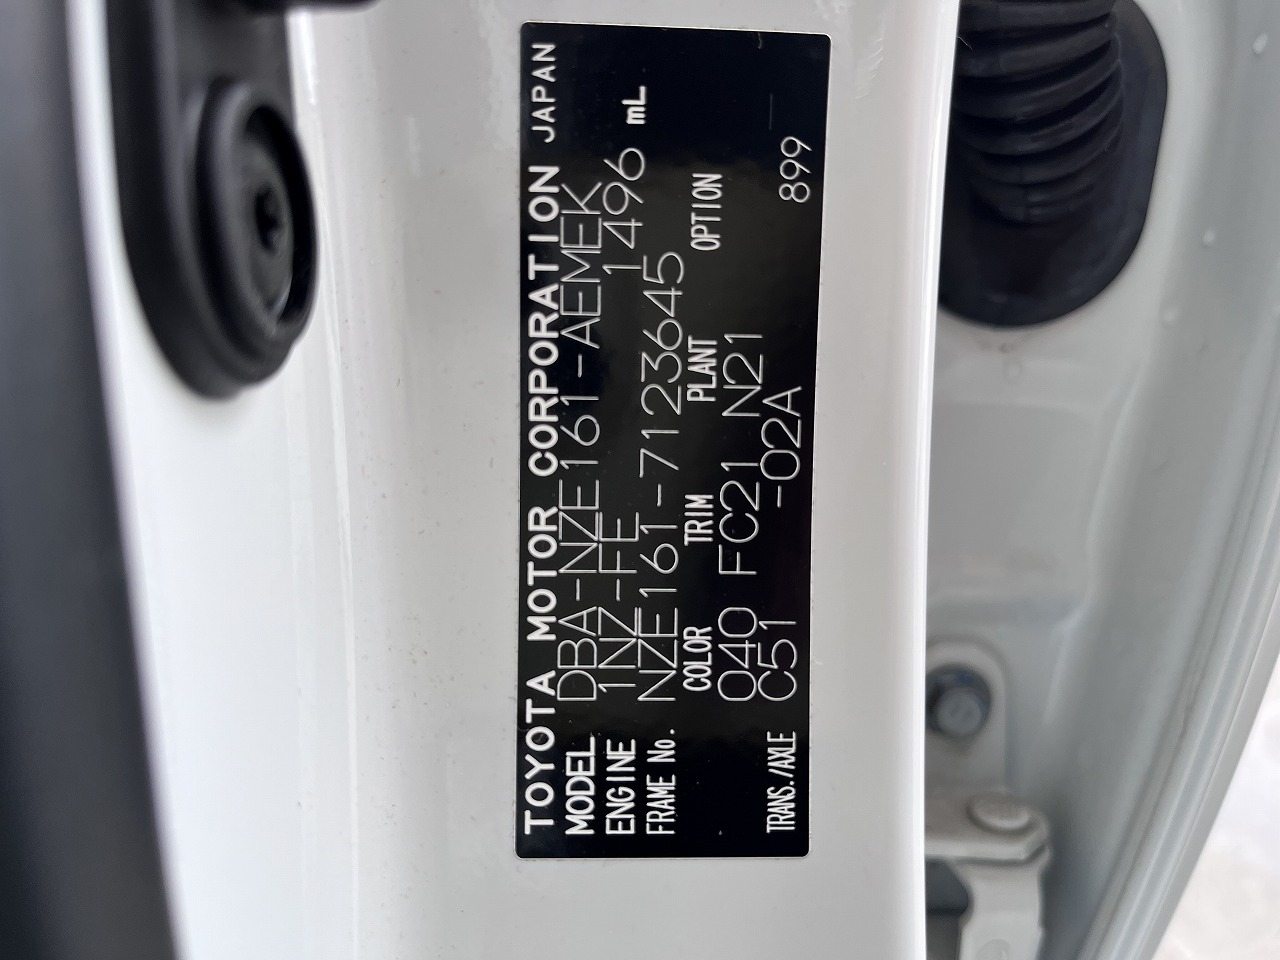 TOYOTA MOTOR CORPORATION JAPAN
MODEL DBA-NZE161-AEMEK
ENGINE 1NZ-FE 1496 mL
FRAME No. NZE161-7123645
COLOR TRIM PLANT OPTION
040 FC21 N21
TRANS./AXLE C51 -02A 899